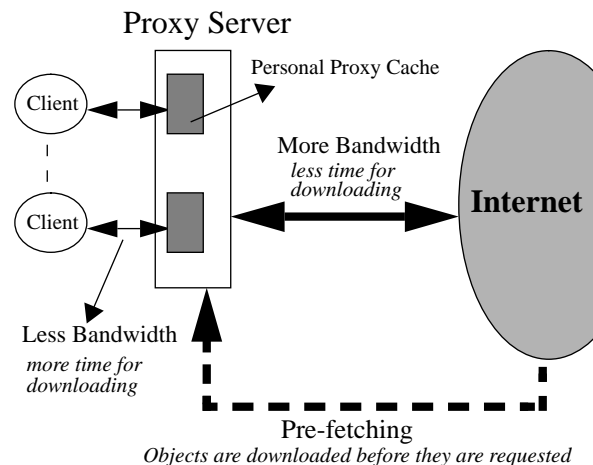 Proxy Server
Personal Proxy Cache
Client
More Bandwidth
less time for
downloading
Internet
Client
Less Bandwidth
more time for
downloading
Pre-fetching
Objects are downloaded before they are requested